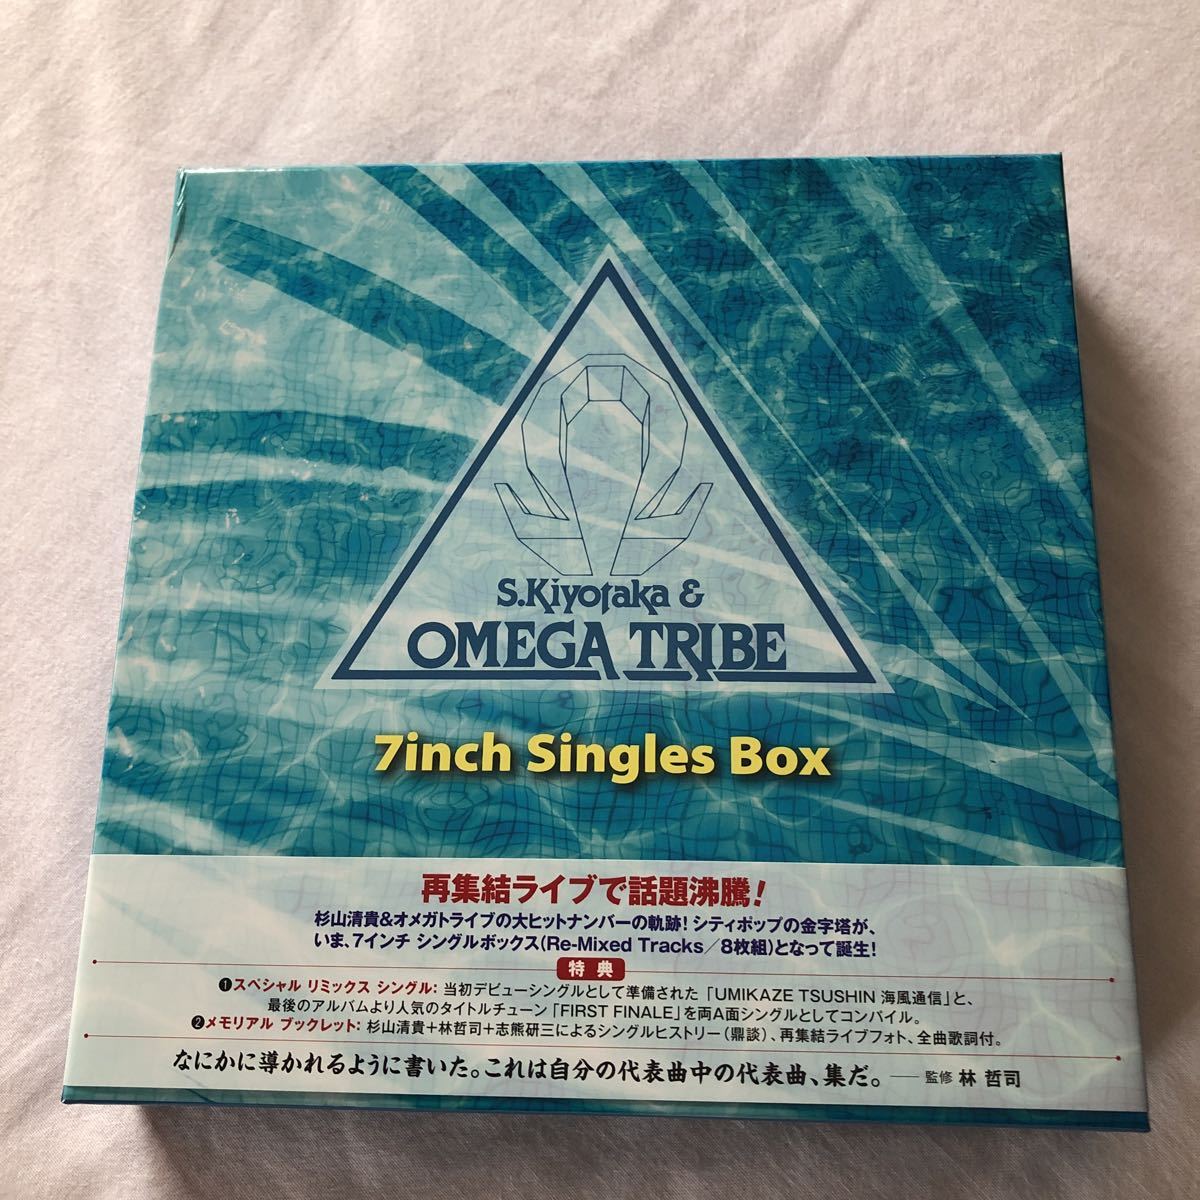 S.Kiyotaka &
OMEGA TRIBE
7inch Singles Box
再集結ライブで話題沸騰！
杉山清貴&オメガトライブの大ヒットナンバーの軌跡！シティポップの金字塔が、
いま、7インチ シングルボックス（Re-Mixed Tracks／8枚組）となって誕生！
特典
❶スペシャル リミックス シングル: 当初デビューシングルとして準備された「UMIKAZE TSUSHIN 海風通信」と、
最後のアルバムより人気のタイトルチューン「FIRST FINALE」を両A面シングルとしてコンパイル。
❷メモリアル ブックレット: 杉山清貴＋林哲司＋志熊研三によるシングルヒストリー（鼎談）、再集結ライブフォト、全曲歌詞付。
なにかに導かれるように書いた。これは自分の代表曲中の代表曲、集だ。── 監修 林 哲司